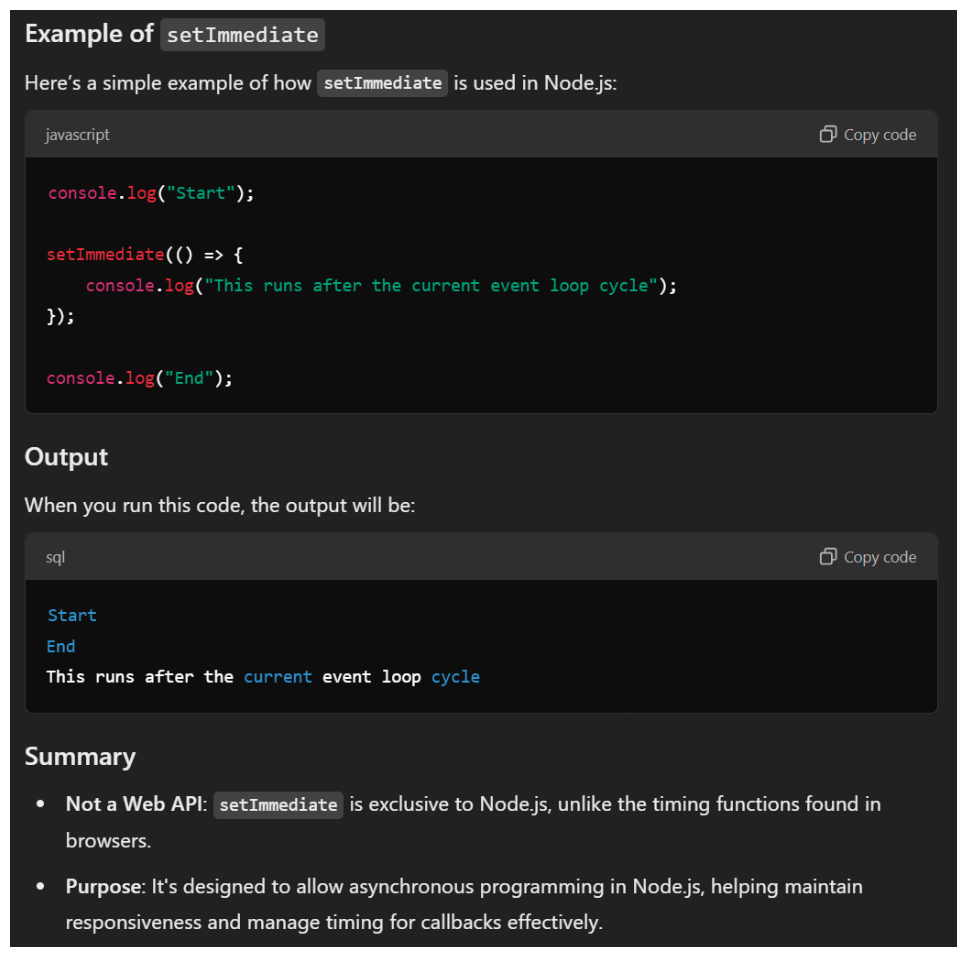 Example of setImmediate
Here's a simple example of how setImmediate is used in Node.js:
javascript
Copy code
console.log("Start");
setImmediate(() => {
    console.log("This runs after the current event loop cycle");
});
console.log("End");
Output
When you run this code, the output will be:
sql
Copy code
Start
End
This runs after the current event loop cycle
Summary
• Not a Web API: setImmediate is exclusive to Node.js, unlike the timing functions found in
browsers.
• Purpose: It's designed to allow asynchronous programming in Node.js, helping maintain
responsiveness and manage timing for callbacks effectively.